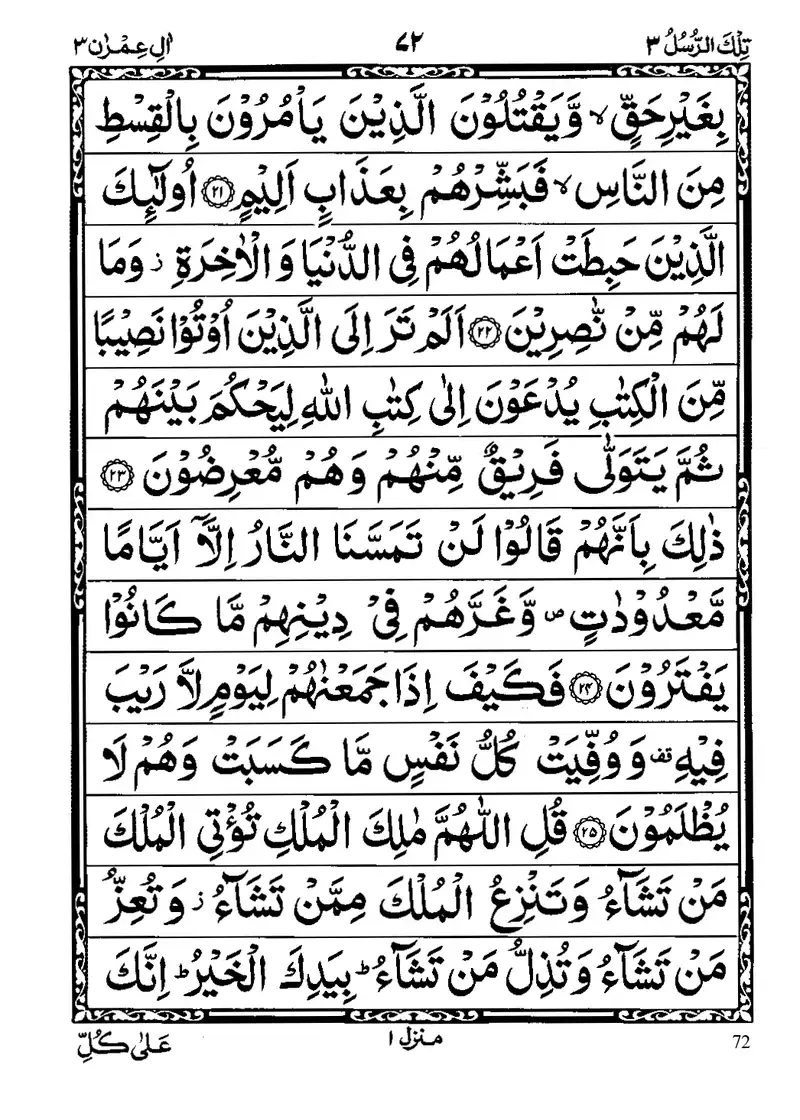 تِلْكَ الرُّسُلُ ٣
٧٢
اٰلِ عِمْرٰن ٣
بِغَيْرِ حَقٍّ ۙ وَّيَقْتُلُوْنَ الَّذِيْنَ يَاْمُرُوْنَ بِالْقِسْطِ
مِنَ النَّاسِ ۙ فَبَشِّرْهُمْ بِعَذَابٍ اَلِيْمٍ ﴿٢١﴾ اُولٰٓئِكَ
الَّذِيْنَ حَبِطَتْ اَعْمَالُهُمْ فِى الدُّنْيَا وَ الْاٰخِرَةِ ز وَمَا
لَهُمْ مِّنْ نّٰصِرِيْنَ ﴿٢٢﴾ اَلَمْ تَرَ اِلَى الَّذِيْنَ اُوْتُوْا نَصِيْبًا
مِّنَ الْكِتٰبِ يُدْعَوْنَ اِلٰى كِتٰبِ اللّٰهِ لِيَحْكُمَ بَيْنَهُمْ
ثُمَّ يَتَوَلّٰى فَرِيْقٌ مِّنْهُمْ وَهُمْ مُّعْرِضُوْنَ ﴿٢٣﴾
ذٰلِكَ بِاَنَّهُمْ قَالُوْا لَنْ تَمَسَّنَا النَّارُ اِلَّاۤ اَيَّامًا
مَّعْدُوْدٰتٍ ص وَّغَرَّهُمْ فِىْ دِيْنِهِمْ مَّا كَانُوْا
يَفْتَرُوْنَ ﴿٢٤﴾ فَكَيْفَ اِذَا جَمَعْنٰهُمْ لِيَوْمٍ لَّا رَيْبَ
فِيْهِ قف وَ وُفِّيَتْ كُلُّ نَفْسٍ مَّا كَسَبَتْ وَهُمْ لَا
يُظْلَمُوْنَ ﴿٢٥﴾ قُلِ اللّٰهُمَّ مٰلِكَ الْمُلْكِ تُؤْتِى الْمُلْكَ
مَنْ تَشَآءُ وَتَنْزِعُ الْمُلْكَ مِمَّنْ تَشَآءُ ز وَ تُعِزُّ
مَنْ تَشَآءُ وَ تُذِلُّ مَنْ تَشَآءُ ؕ بِيَدِكَ الْخَيْرُ ؕ اِنَّكَ
عَلٰى كُلِّ
منزل ١
72